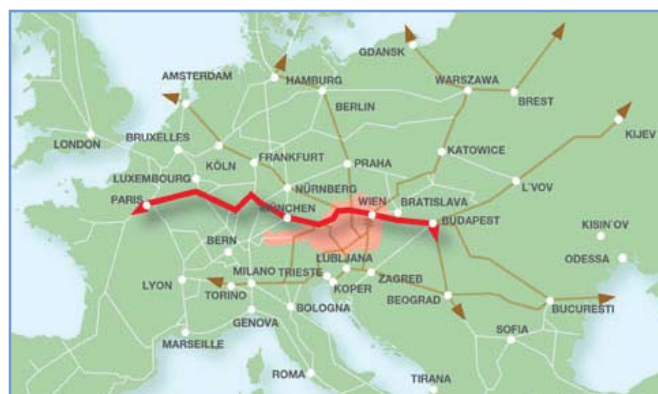 GDANSK
AMSTERDAM
HAMBURG
WARSZAWA
BERLIN
BREST
LONDON
BRUXELLES
KIJEV
KÖLN
FRANKFURT
PRAHA
KATOWICE
LUXEMBOURG
L'VOV
NÜRNBERG
PARIS
WIEN
BRATISLAVA
MÜNCHEN
BUDAPEST
KISIN'OV
BERN
ODESSA
LJUBLJANA
LYON
MILANO
TRIESTE
ZAGREB
TORINO
KOPER
BEOGRAD
BUCURESTI
GENOVA
BOLOGNA
SOFIA
MARSEILLE
ROMA
TIRANA